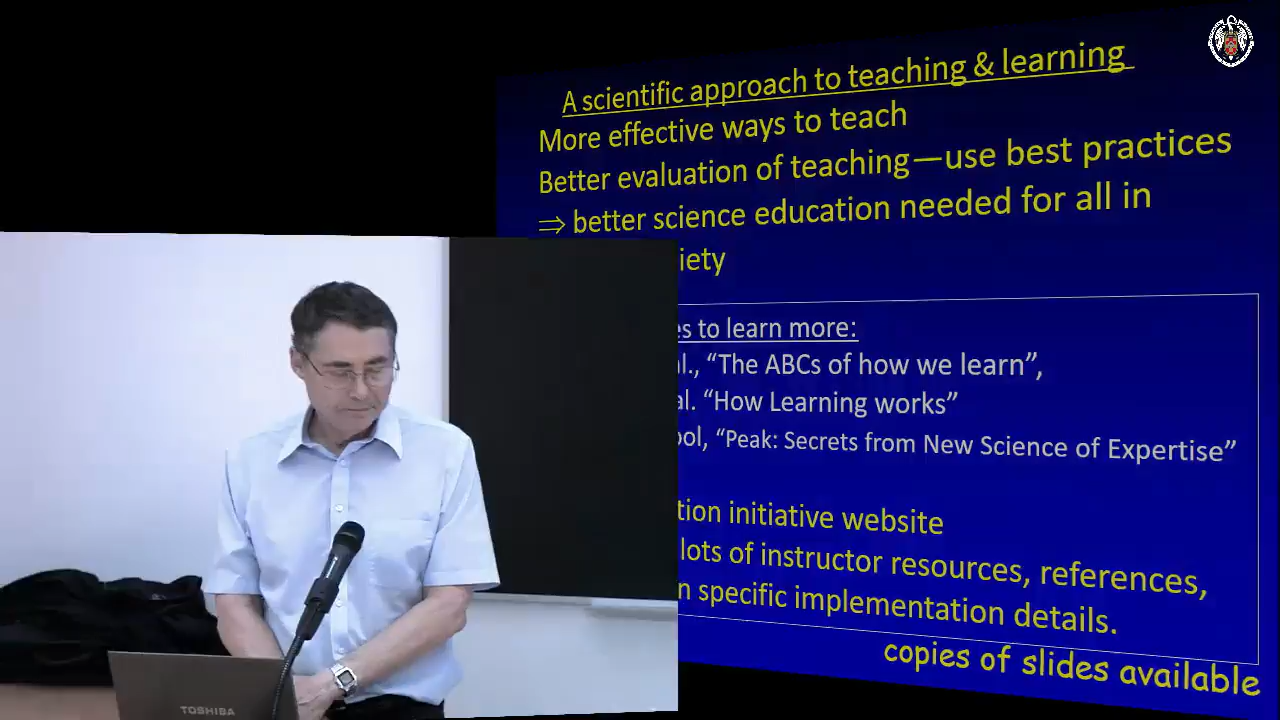 A scientific approach to teaching & learning
More effective ways to teach
Better evaluation of teaching—use best practices
⇒ better science education needed for all in
iety
es to learn more:
al., “The ABCs of how we learn”,
al. “How Learning works”
ool, “Peak: Secrets from New Science of Expertise”
tion initiative website
lots of instructor resources, references,
n specific implementation details.
copies of slides available
TOSHIBA